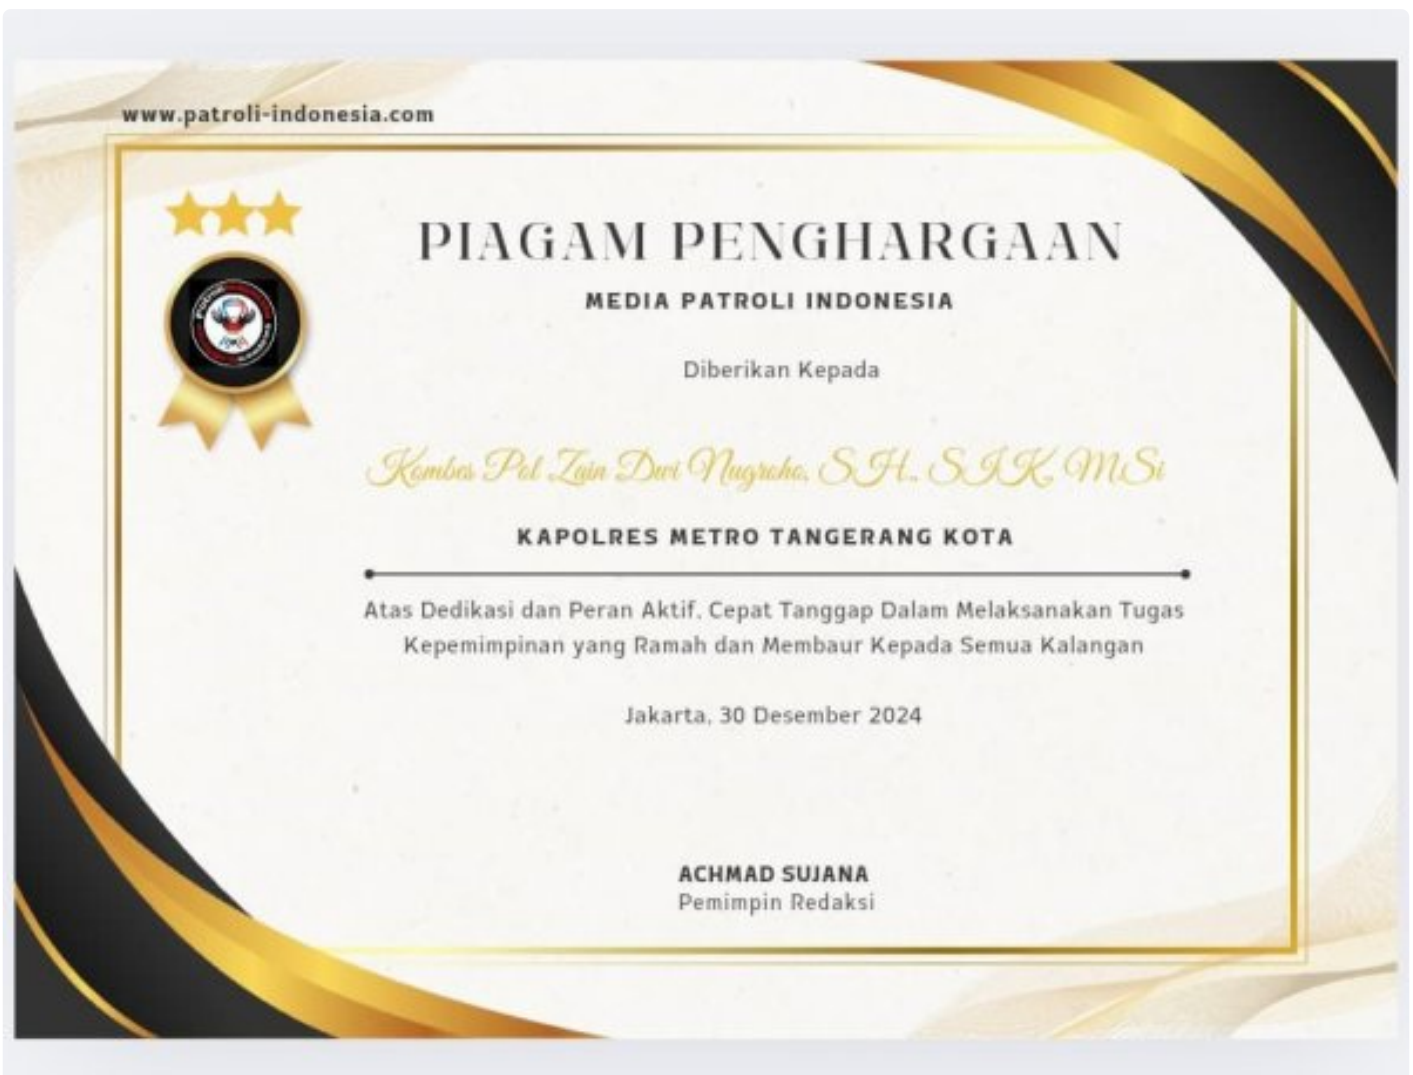 www.patroli-indonesia.com
PIAGAM PENGHARGAAN
MEDIA PATROLI INDONESIA
Diberikan Kepada
Kombes Pol Zain Dwi Nugroho, S.H., S.I.K, M.Si
KAPOLRES METRO TANGERANG KOTA
Atas Dedikasi dan Peran Aktif, Cepat Tanggap Dalam Melaksanakan Tugas
Kepemimpinan yang Ramah dan Membaur Kepada Semua Kalangan
Jakarta, 30 Desember 2024
ACHMAD SUJANA
Pemimpin Redaksi